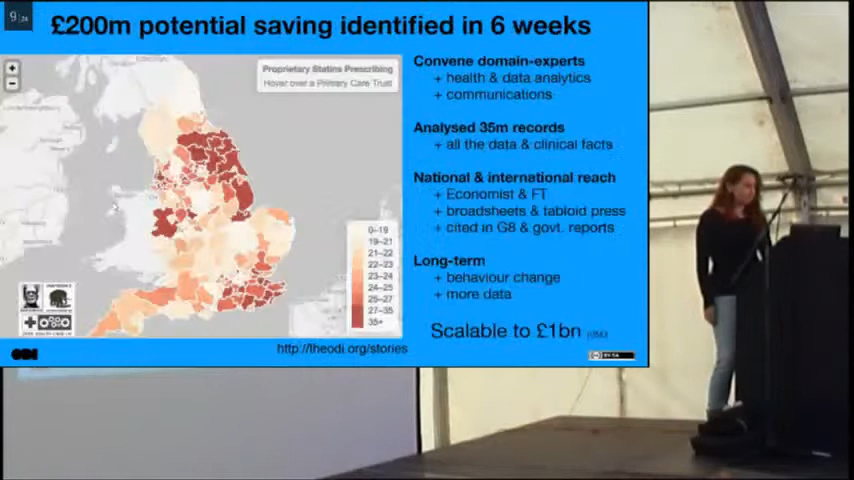 £200m potential saving identified in 6 weeks
Proprietary Statins Prescribing
Hover over a Primary Care Trust
0–19
19–21
21–22
22–23
23–24
24–25
25–27
27–35
35+
Convene domain-experts
+ health & data analytics
+ communications
Analysed 35m records
+ all the data & clinical facts
National & international reach
+ Economist & FT
+ broadsheets & tabloid press
+ cited in G8 & govt. reports
Long-term
+ behaviour change
+ more data
Scalable to £1bn
ODI
http://theodi.org/stories